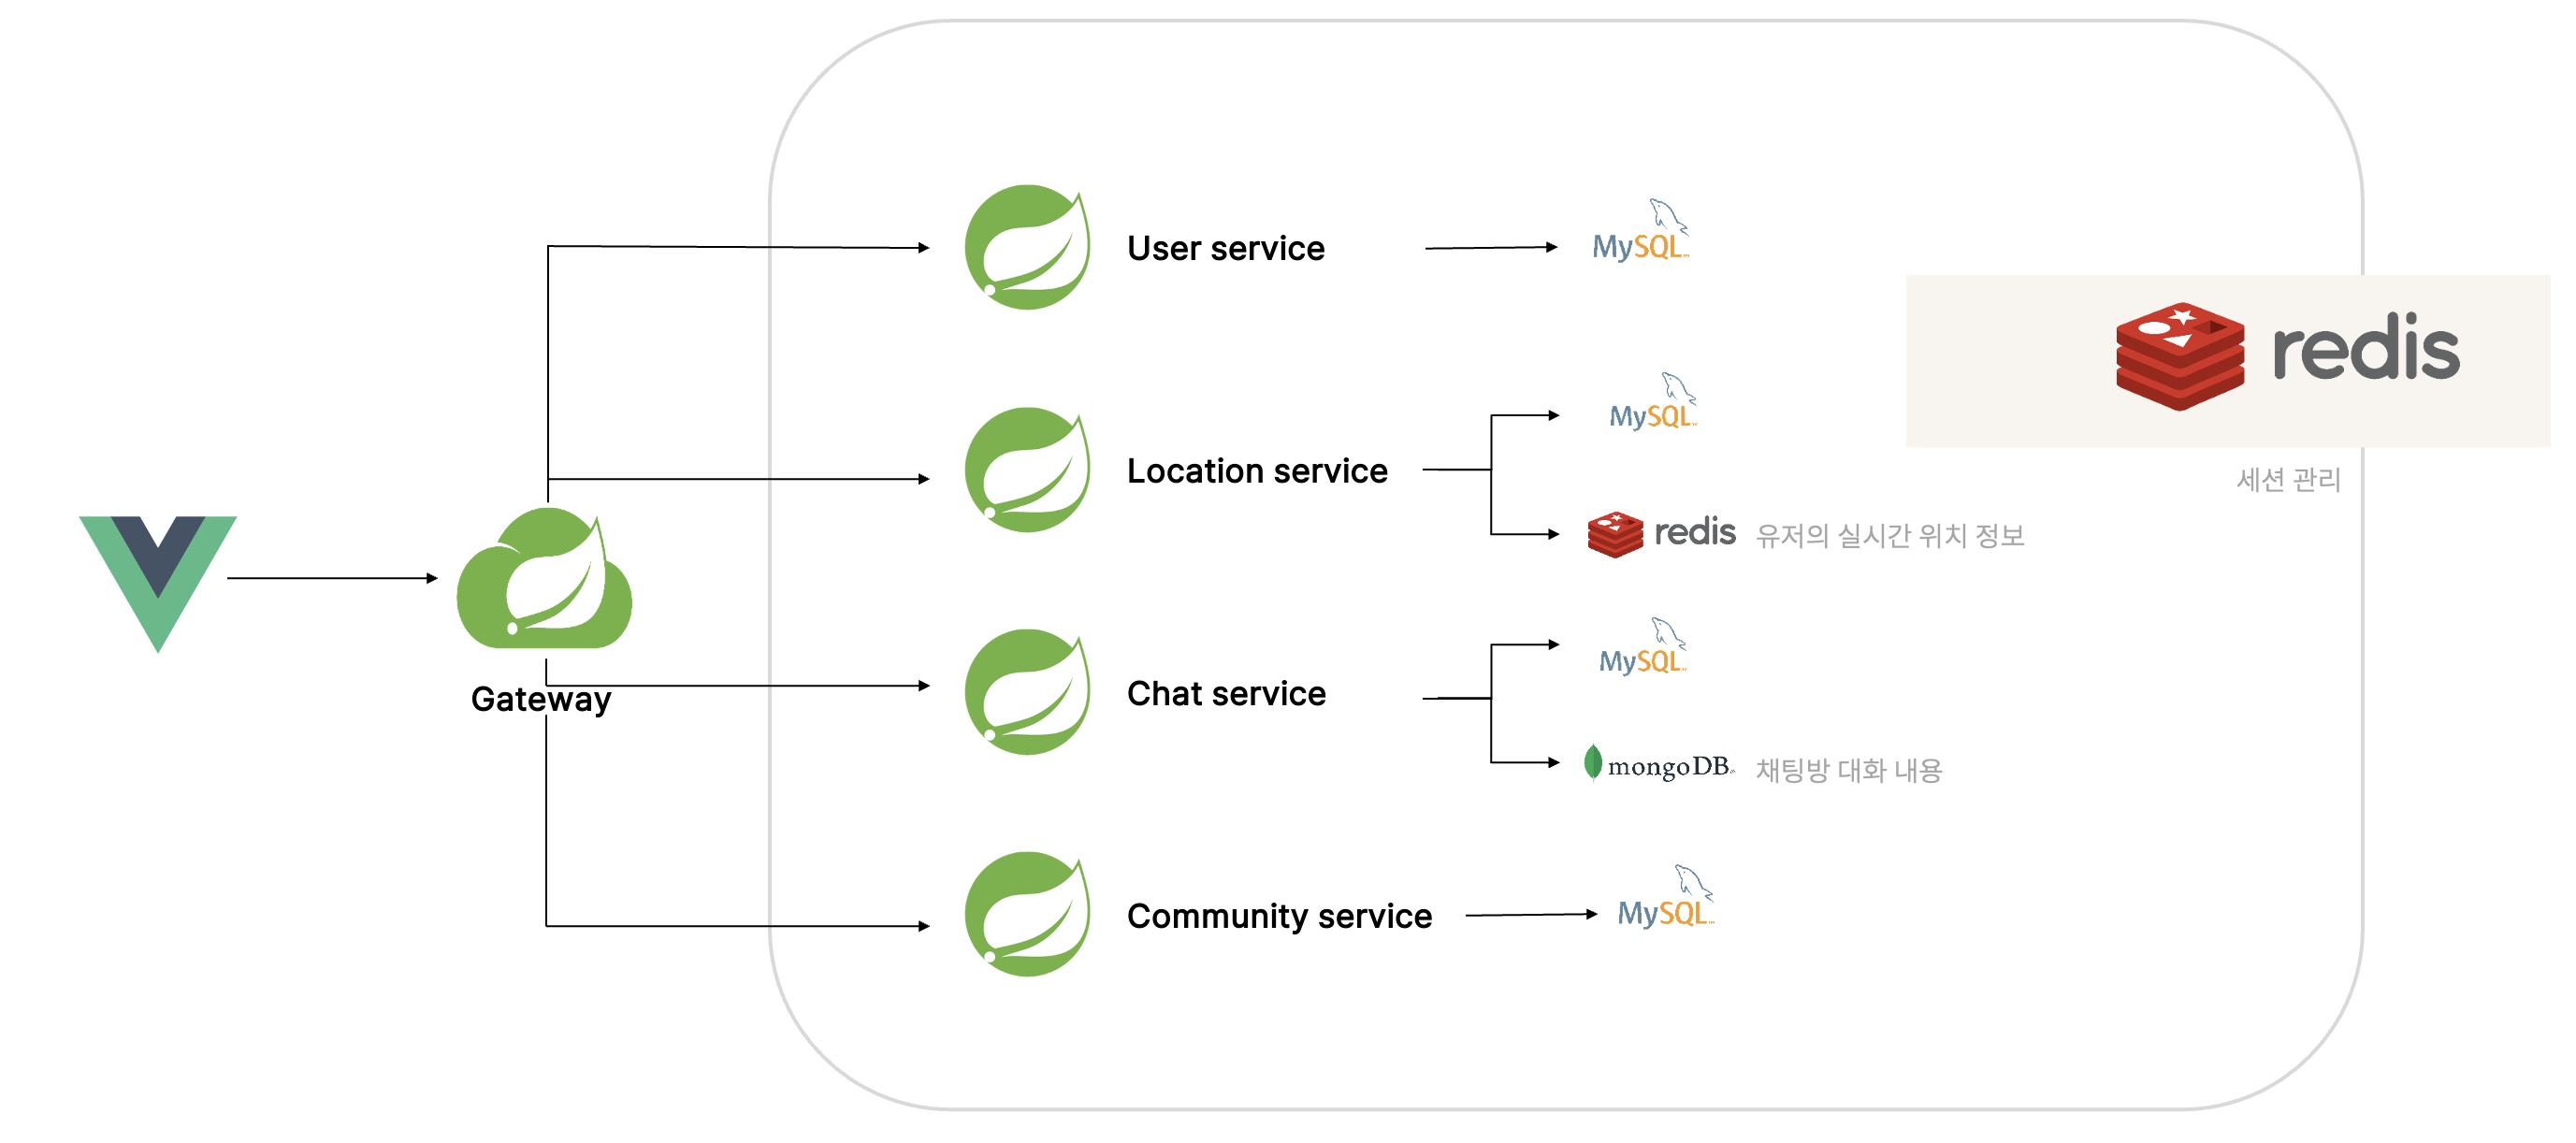 User service
MySQL
redis
세션 관리
Location service
MySQL
redis 유저의 실시간 위치 정보
Gateway
Chat service
MySQL
mongoDB 채팅방 대화 내용
Community service
MySQL